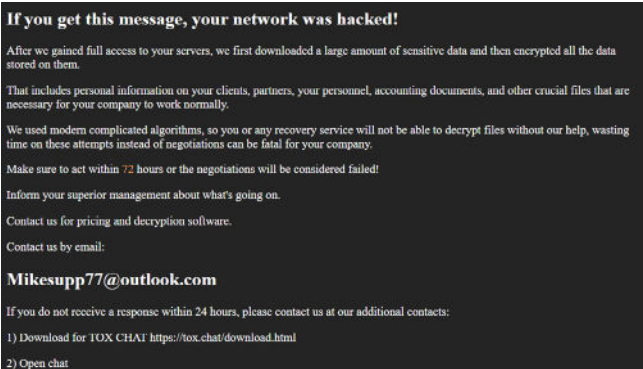 If you get this message, your network was hacked!
After we gained full access to your servers, we first downloaded a large amount of sensitive data and then encrypted all the data
stored on them.
That includes personal information on your clients, partners, your personnel, accounting documents, and other crucial files that are
necessary for your company to work normally.
We used modern complicated algorithms, so you or any recovery service will not be able to decrypt files without our help, wasting
time on these attempts instead of negotiations can be fatal for your company.
Make sure to act within 72 hours or the negotiations will be considered failed!
Inform your superior management about what's going on.
Contact us for pricing and decryption software.
Contact us by email:
Mikesupp77@outlook.com
If you do not receive a response within 24 hours, please contact us at our additional contacts:
1) Download for TOX CHAT https://tox.chat/download.html
2) Open chat